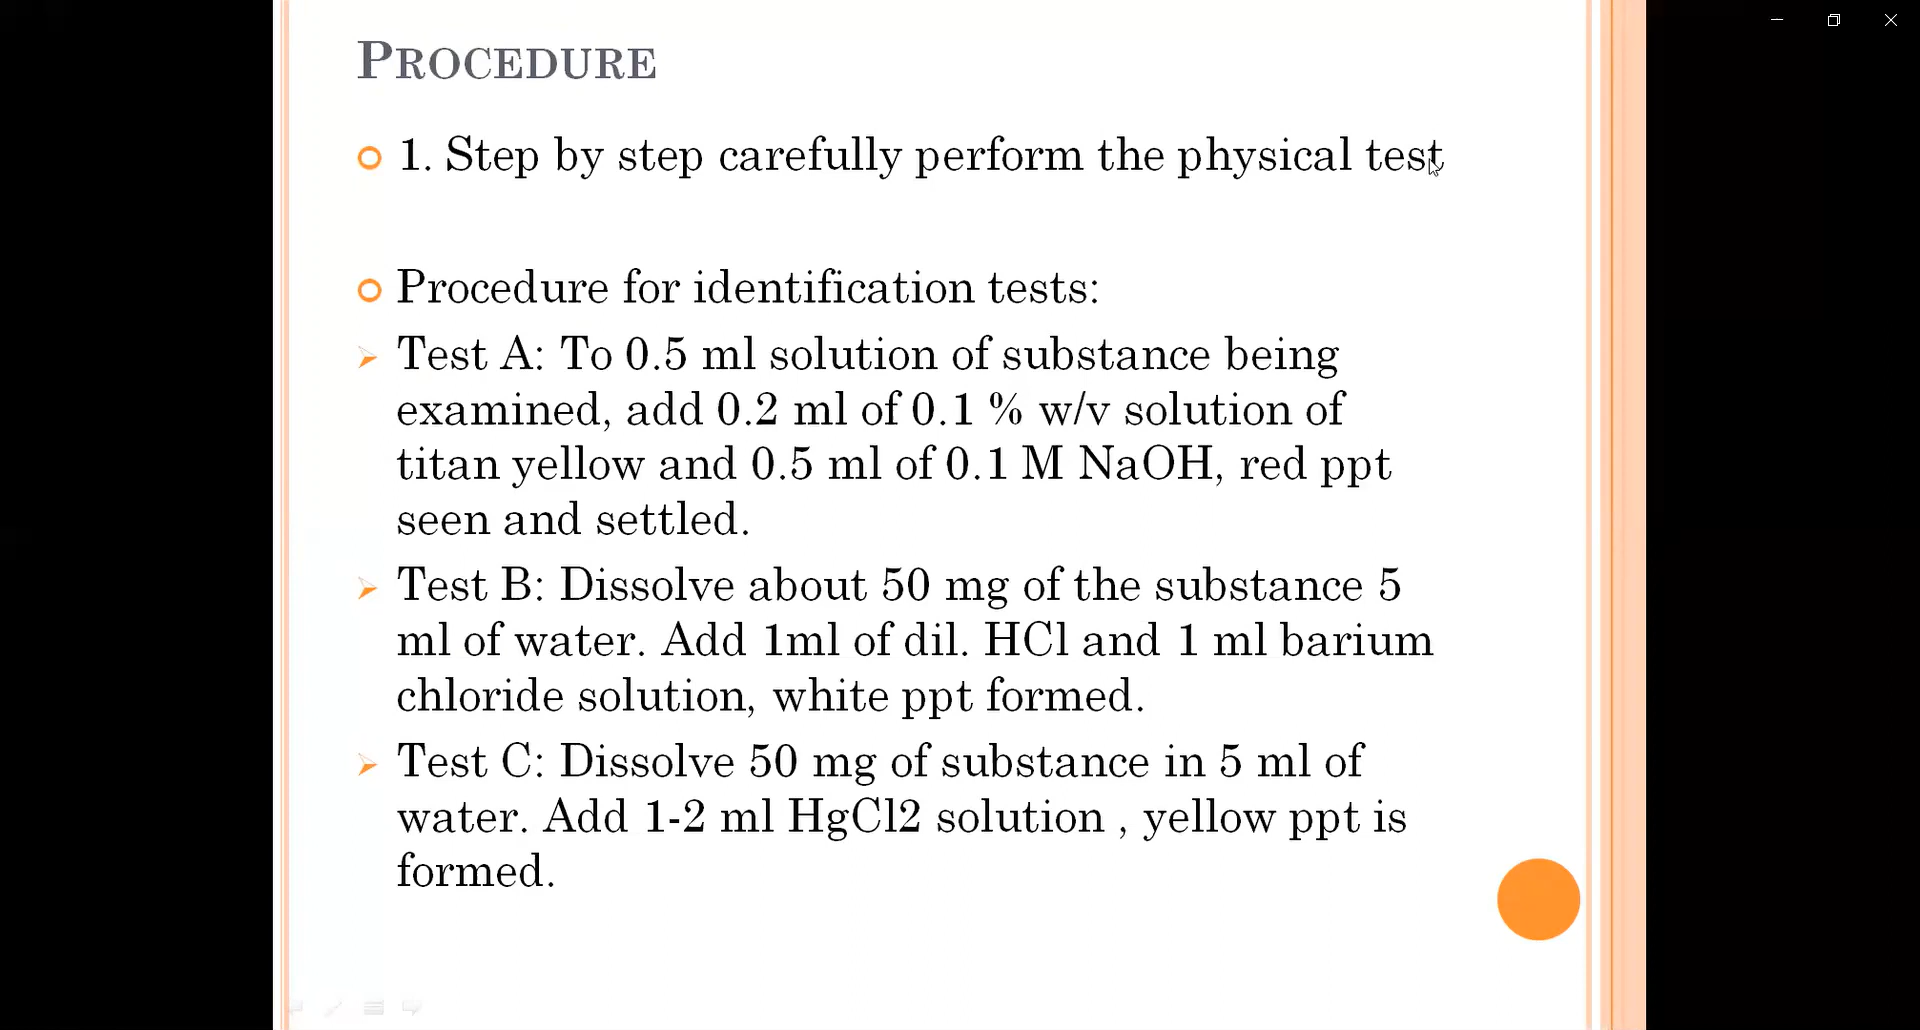 PROCEDURE
1. Step by step carefully perform the physical test
Procedure for identification tests:
Test A: To 0.5 ml solution of substance being
examined, add 0.2 ml of 0.1 % w/v solution of
titan yellow and 0.5 ml of 0.1 M NaOH, red ppt
seen and settled.
Test B: Dissolve about 50 mg of the substance 5
ml of water. Add 1ml of dil. HCl and 1 ml barium
chloride solution, white ppt formed.
Test C: Dissolve 50 mg of substance in 5 ml of
water. Add 1-2 ml HgCl2 solution , yellow ppt is
formed.